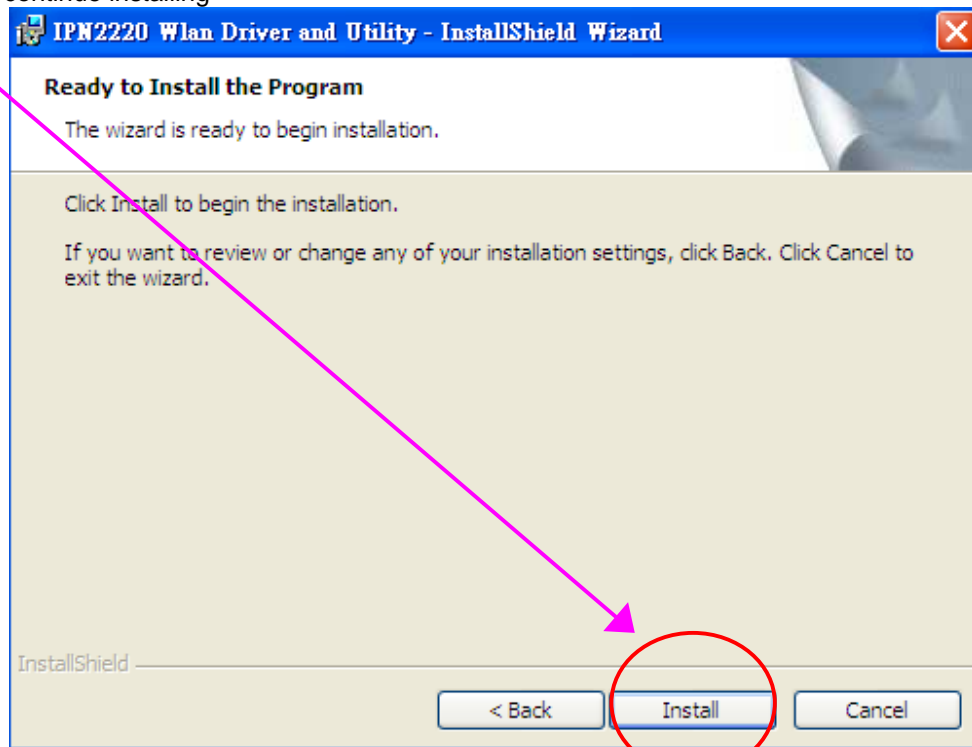 continue installing
IPN2220 Wlan Driver and Utility - InstallShield Wizard
Ready to Install the Program
The wizard is ready to begin installation.
Click Install to begin the installation.
If you want to review or change any of your installation settings, click Back. Click Cancel to
exit the wizard.
InstallShield
< Back Install Cancel